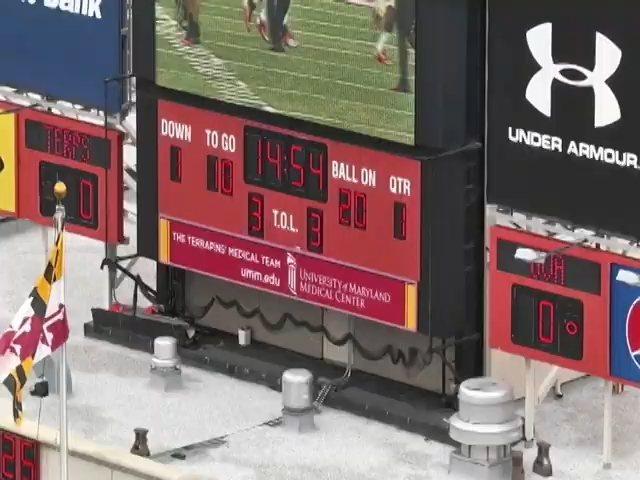 Bank
UNDER ARMOUR.
TERPS
0
DOWN TO GO 14:54 BALL ON QTR
1 10 20 1
3 T.O.L. 3
THE TERRAPINS' MEDICAL TEAM
umm.edu
UNIVERSITY OF MARYLAND
MEDICAL CENTER
UVA
0
25